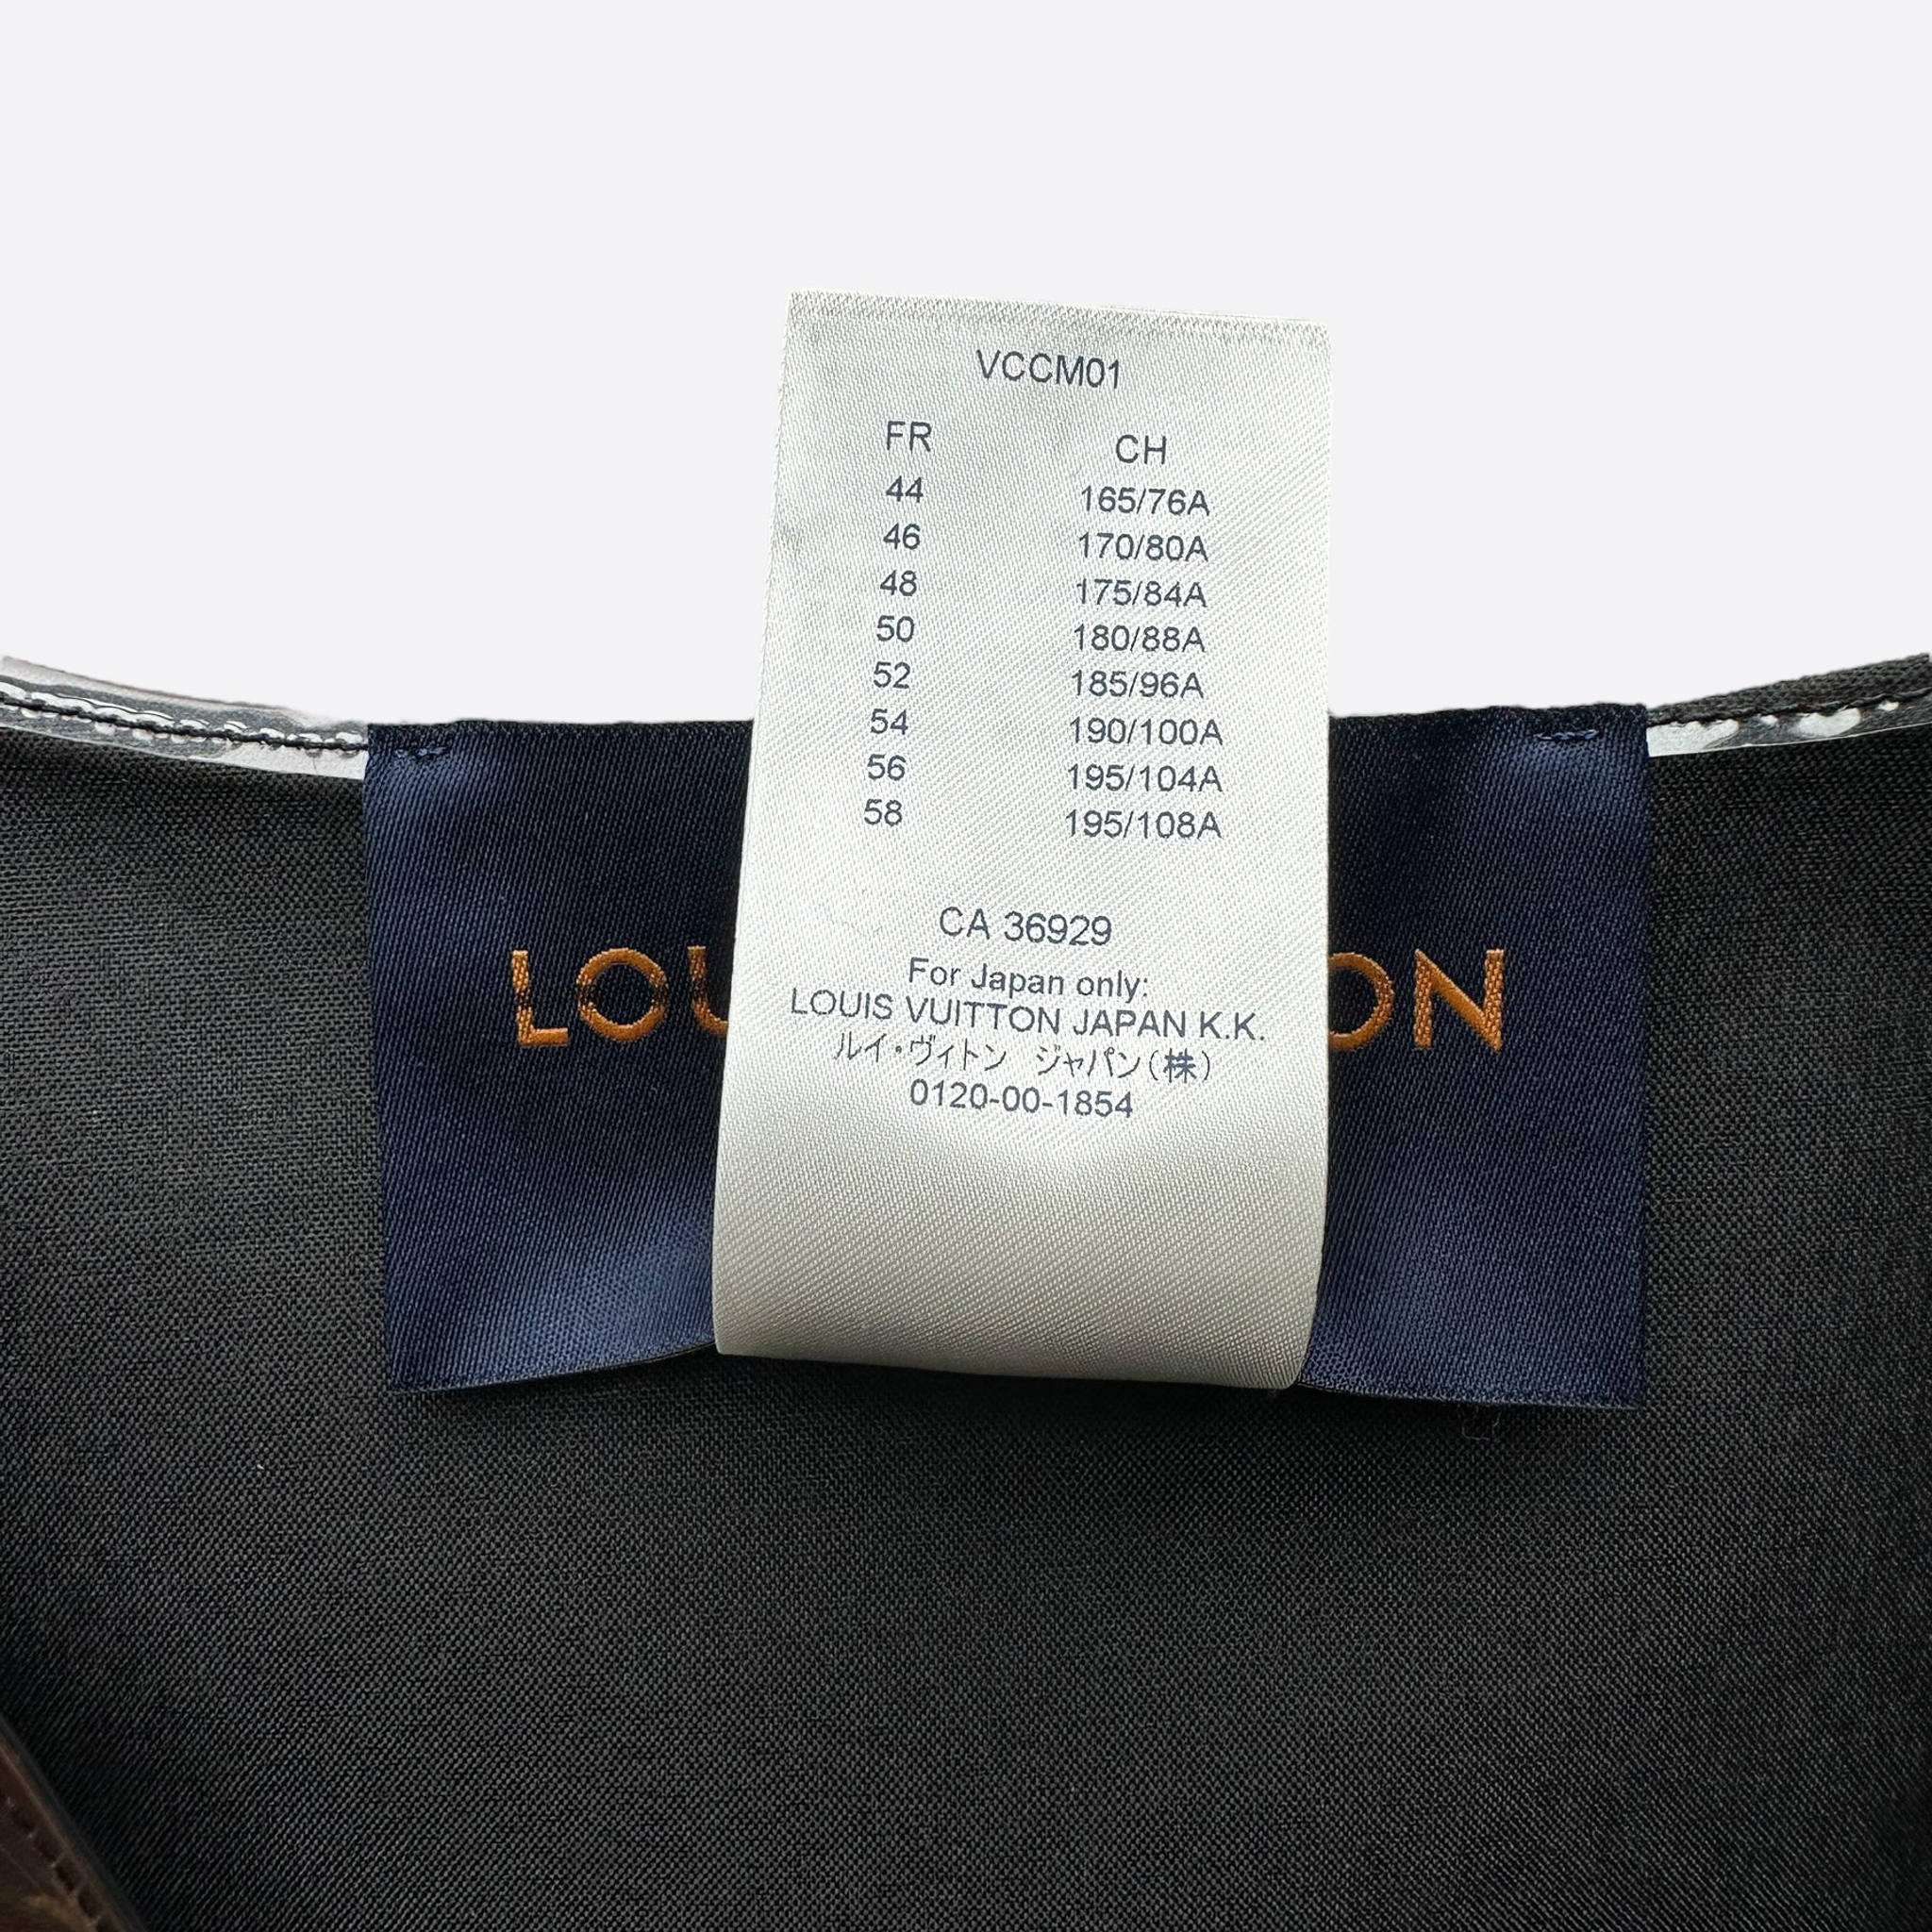 VCCM01
FR CH
44 165/76A
46 170/80A
48 175/84A
50 180/88A
52 185/96A
54 190/100A
56 195/104A
58 195/108A
CA 36929
For Japan only:
LOUIS VUITTON JAPAN K.K.
ルイ・ヴィトン ジャパン(株)
0120-00-1854
LOU ON